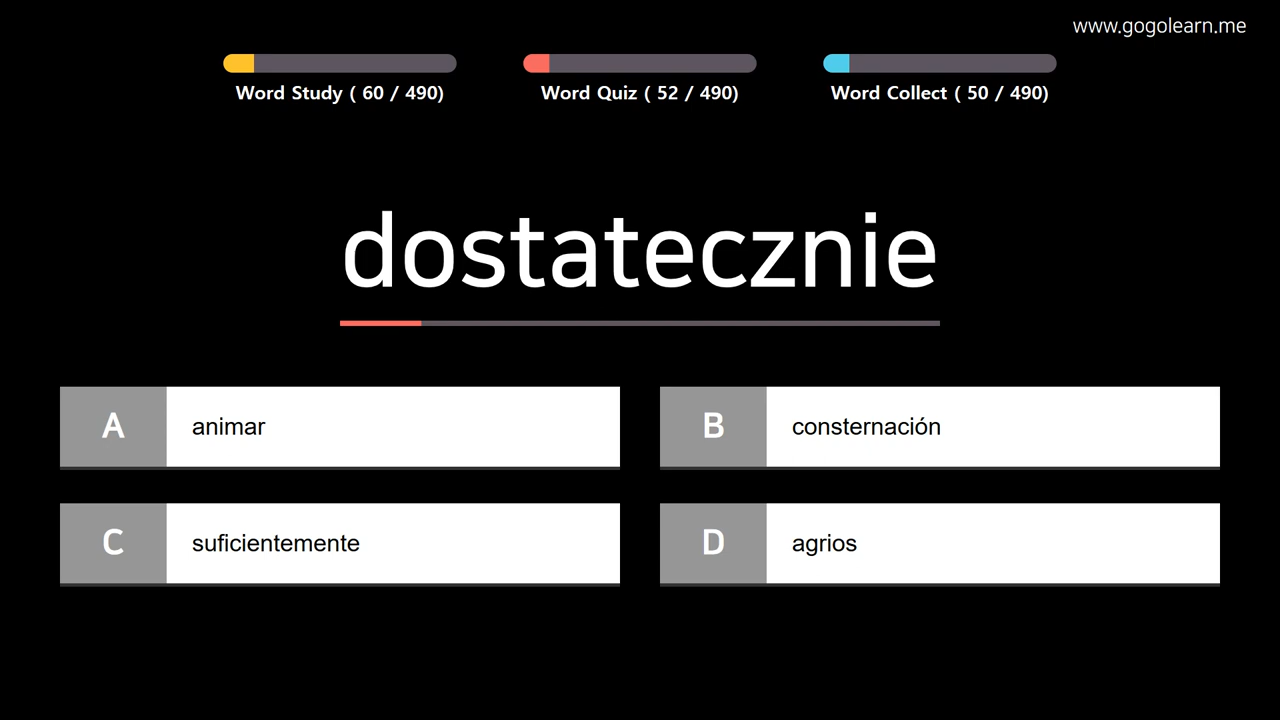 www.gogolearn.me
Word Study ( 60 / 490)
Word Quiz ( 52 / 490)
Word Collect ( 50 / 490)
dostatecznie
A animar
B consternación
C suficientemente
D agrios